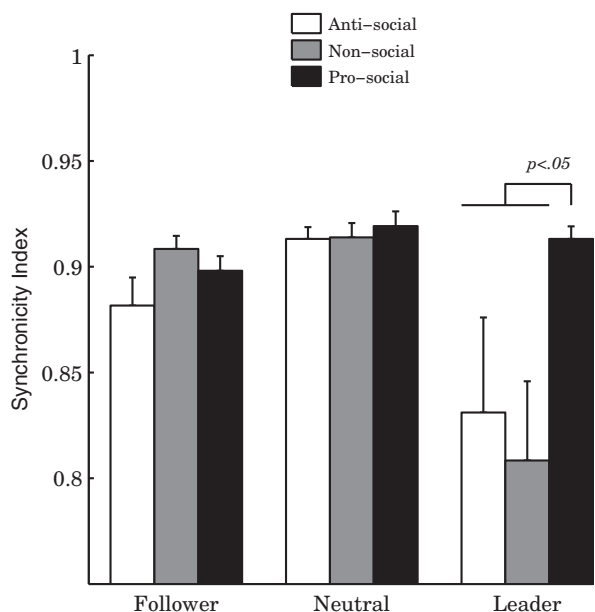 Anti−social
Non−social
Pro−social
1
0.95
0.9
0.85
0.8
Synchronicity Index
p<.05
Follower Neutral Leader